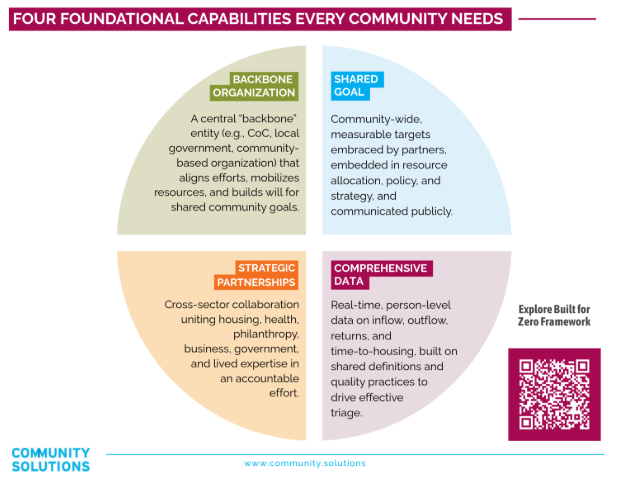 FOUR FOUNDATIONAL CAPABILITIES EVERY COMMUNITY NEEDS
BACKBONE
ORGANIZATION
A central "backbone"
entity (e.g., CoC, local
government, community-
based organization) that
aligns efforts, mobilizes
resources, and builds will for
shared community goals.
SHARED
GOAL
Community-wide,
measurable targets
embraced by partners,
embedded in resource
allocation, policy, and
strategy, and
communicated publicly.
STRATEGIC
PARTNERSHIPS
Cross-sector collaboration
uniting housing, health,
philanthropy,
business, government,
and lived expertise in
an accountable
effort.
COMPREHENSIVE
DATA
Real-time, person-level
data on inflow, outflow,
returns, and
time-to-housing, built on
shared definitions and
quality practices to
drive effective
triage.
Explore Built for
Zero Framework
COMMUNITY
SOLUTIONS
www.community.solutions